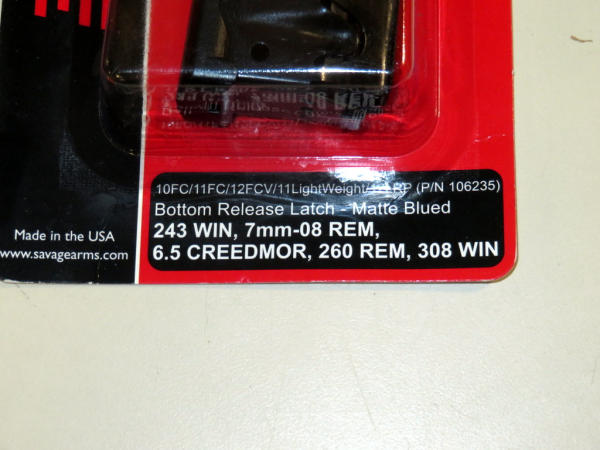 10FC/11FC/12FCV/11LightWeight/ RP (P/N 106235)
Bottom Release Latch - Matte Blued
243 WIN, 7mm-08 REM,
6.5 CREEDMOR, 260 REM, 308 WIN
Made in the USA
www.savagearms.com